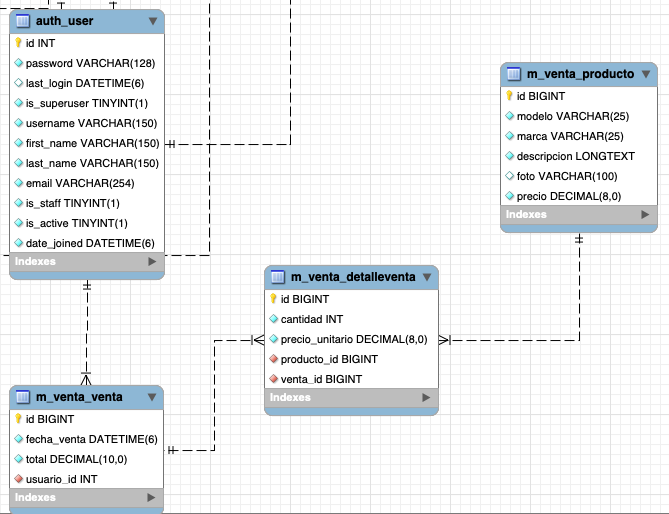 auth_user
id INT
password VARCHAR(128)
last_login DATETIME(6)
is_superuser TINYINT(1)
username VARCHAR(150)
first_name VARCHAR(150)
last_name VARCHAR(150)
email VARCHAR(254)
is_staff TINYINT(1)
is_active TINYINT(1)
date_joined DATETIME(6)
Indexes
m_venta_producto
id BIGINT
modelo VARCHAR(25)
marca VARCHAR(25)
descripcion LONGTEXT
foto VARCHAR(100)
precio DECIMAL(8,0)
Indexes
m_venta_detalleventa
id BIGINT
cantidad INT
precio_unitario DECIMAL(8,0)
producto_id BIGINT
venta_id BIGINT
Indexes
m_venta_venta
id BIGINT
fecha_venta DATETIME(6)
total DECIMAL(10,0)
usuario_id INT
Indexes